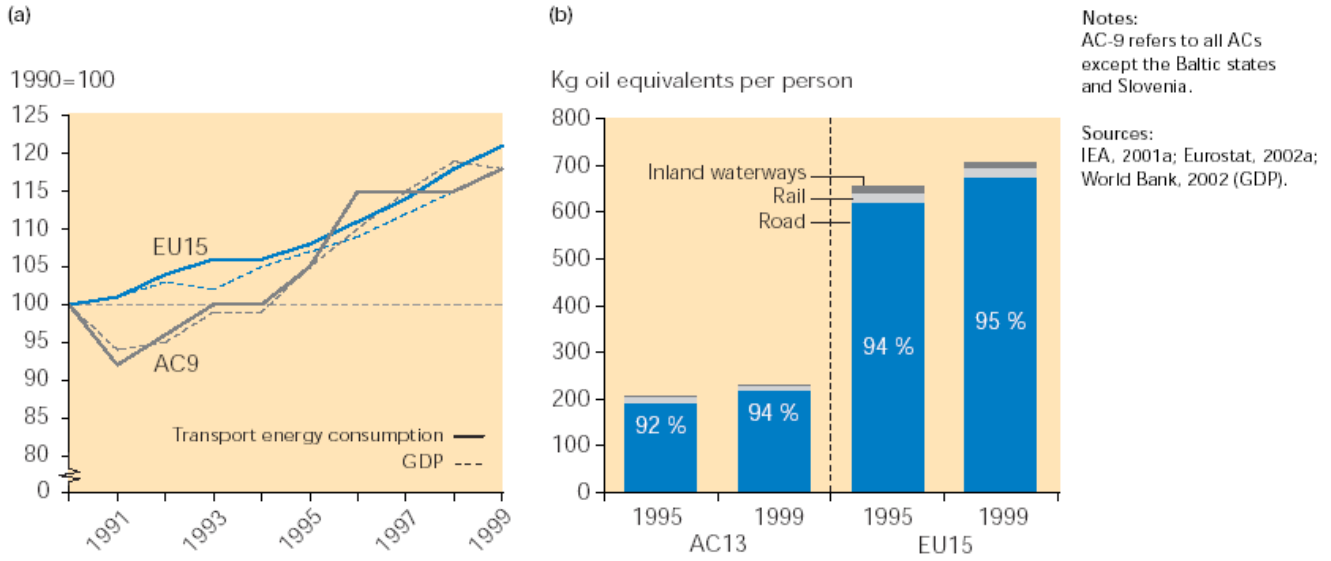 (a)
1990=100
125
120
115
110
105
100
95
90
85
80
0
EU15
AC9
Transport energy consumption
GDP
1991
1993
1995
1997
1999
(b)
Kg oil equivalents per person
800
700
600
500
400
300
200
100
0
Inland waterways
Rail
Road
92 %
94 %
94 %
95 %
1995
1999
1995
1999
AC13
EU15
Notes:
AC-9 refers to all ACs
except the Baltic states
and Slovenia.
Sources:
IEA, 2001a; Eurostat, 2002a;
World Bank, 2002 (GDP).